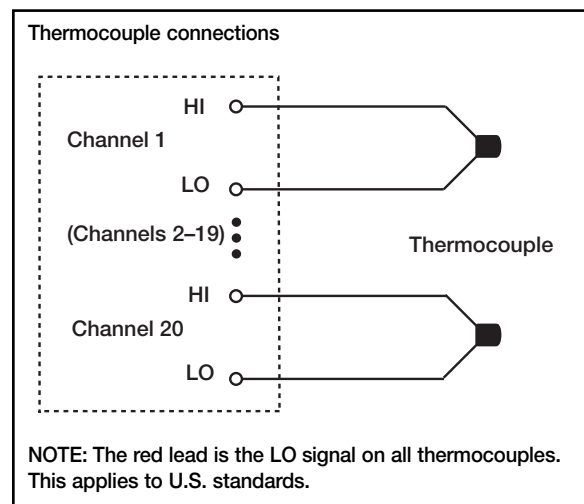 Thermocouple connections
HI
Channel 1
LO
(Channels 2–19)
Thermocouple
HI
Channel 20
LO
NOTE: The red lead is the LO signal on all thermocouples.
This applies to U.S. standards.